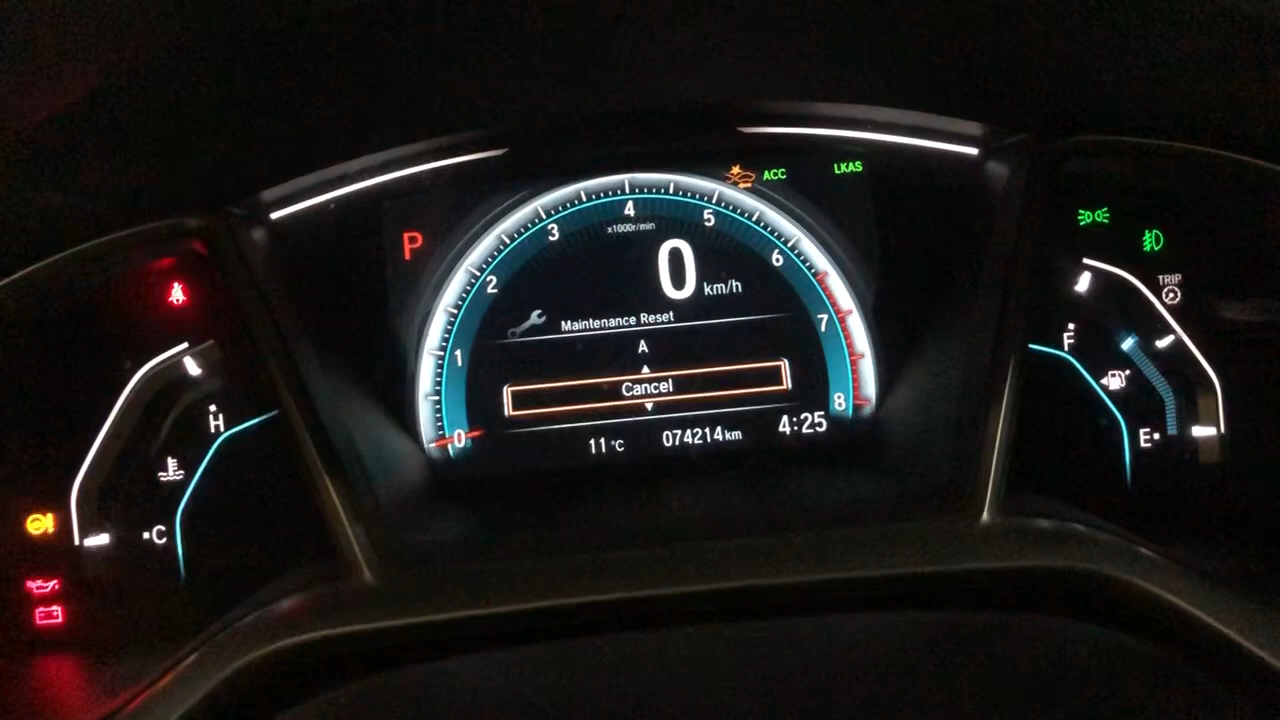 ACC
LKAS
P
4
5
3
x1000r/min
6
2
0
km/h
TRIP
Maintenance Reset
7
F
1
A
Cancel
8
H
0
11°C
074214km
4:25
E
C